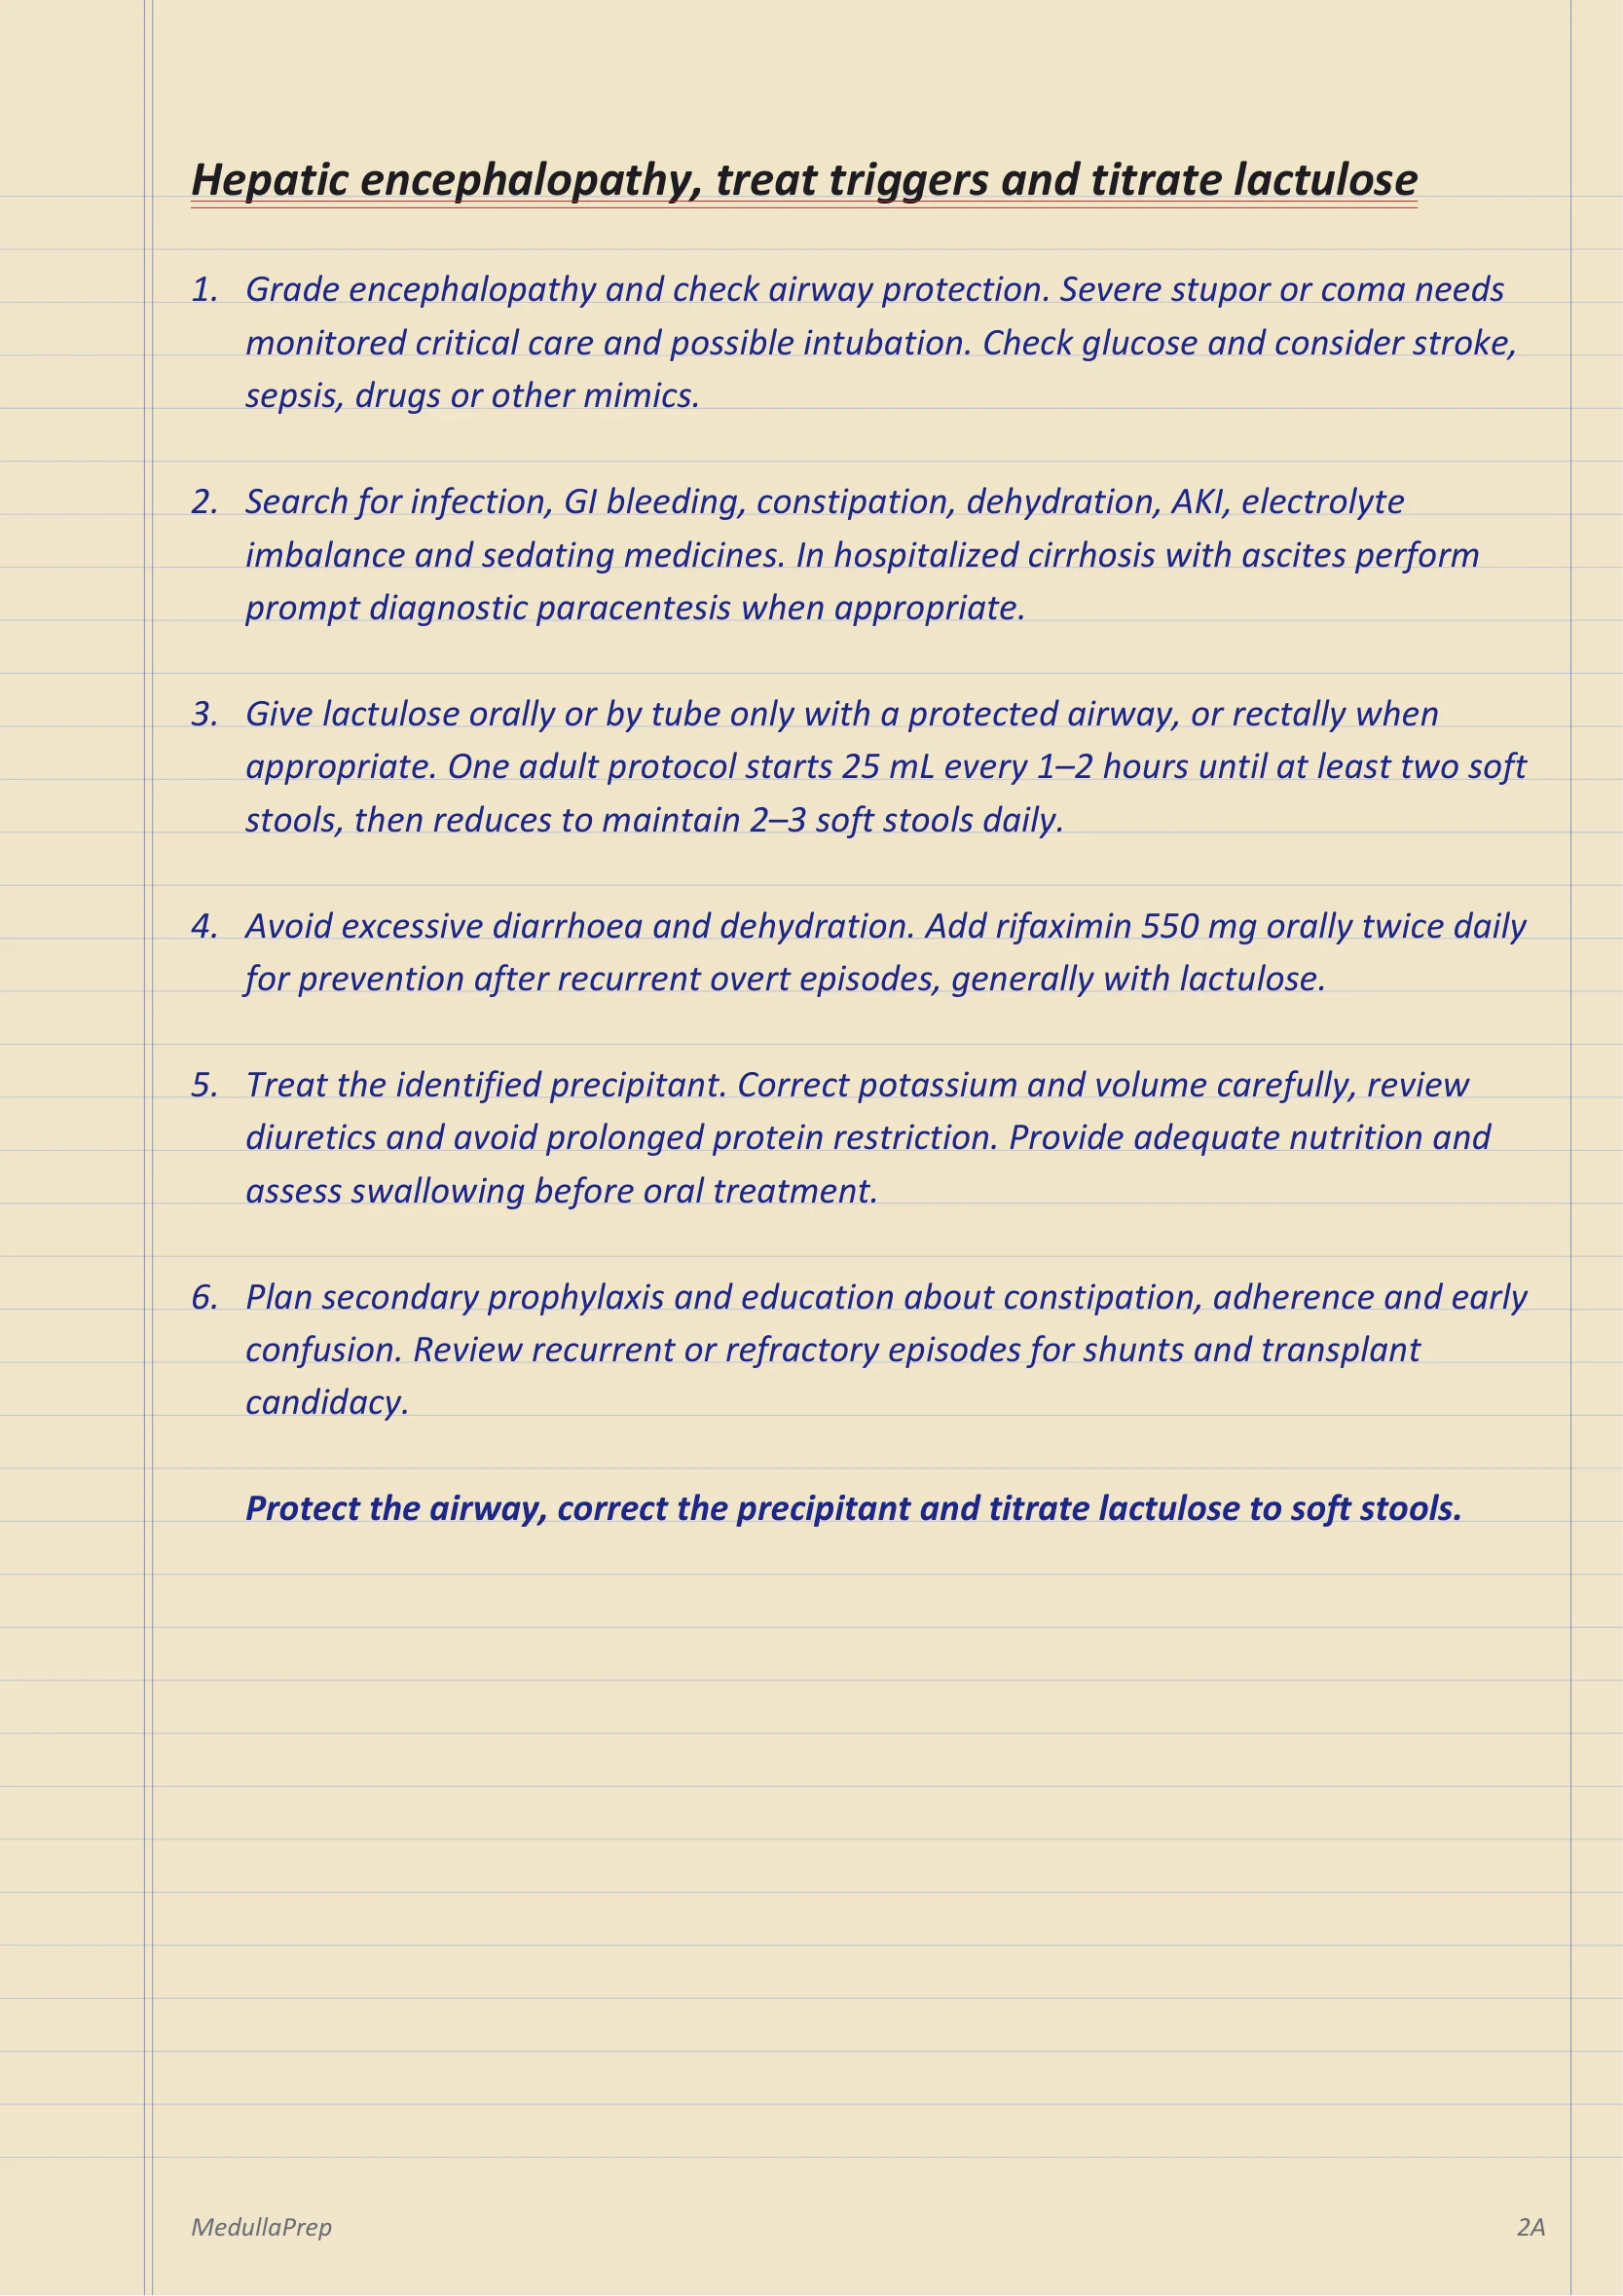 Hepatic encephalopathy, treat triggers and titrate lactulose
1. Grade encephalopathy and check airway protection. Severe stupor or coma needs
monitored critical care and possible intubation. Check glucose and consider stroke,
sepsis, drugs or other mimics.
2. Search for infection, GI bleeding, constipation, dehydration, AKI, electrolyte
imbalance and sedating medicines. In hospitalized cirrhosis with ascites perform
prompt diagnostic paracentesis when appropriate.
3. Give lactulose orally or by tube only with a protected airway, or rectally when
appropriate. One adult protocol starts 25 mL every 1–2 hours until at least two soft
stools, then reduces to maintain 2–3 soft stools daily.
4. Avoid excessive diarrhoea and dehydration. Add rifaximin 550 mg orally twice daily
for prevention after recurrent overt episodes, generally with lactulose.
5. Treat the identified precipitant. Correct potassium and volume carefully, review
diuretics and avoid prolonged protein restriction. Provide adequate nutrition and
assess swallowing before oral treatment.
6. Plan secondary prophylaxis and education about constipation, adherence and early
confusion. Review recurrent or refractory episodes for shunts and transplant
candidacy.
Protect the airway, correct the precipitant and titrate lactulose to soft stools.
MedullaPrep
2A